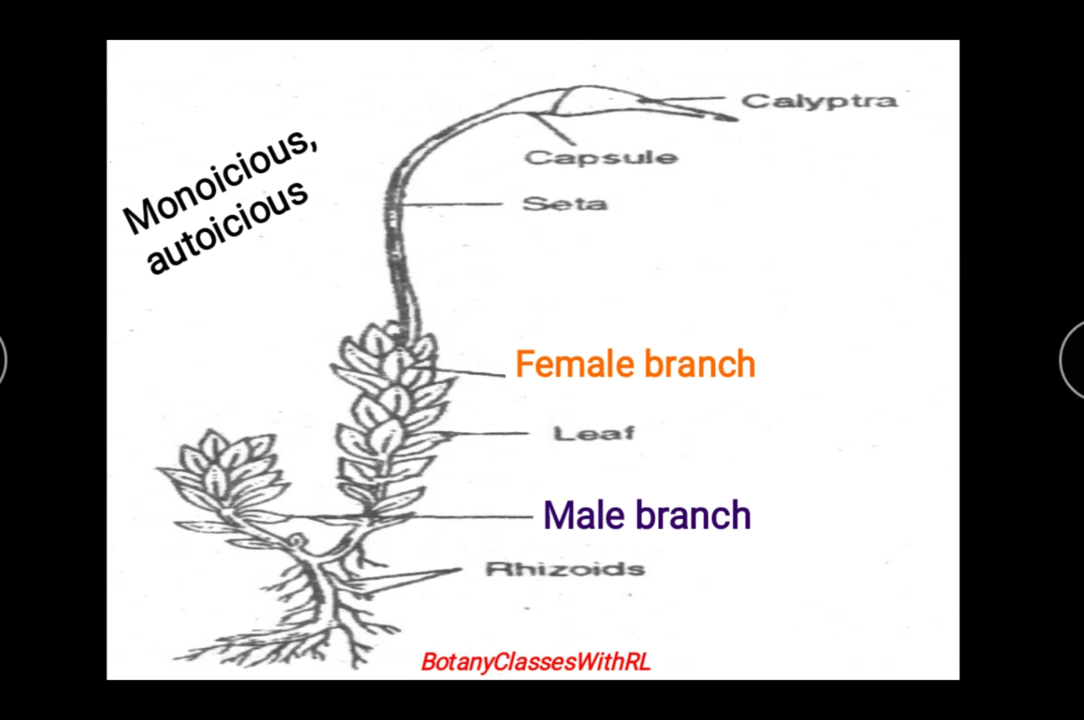 Calyptra
Monoicious,
autoicious
Capsule
Seta
Female branch
Leaf
Male branch
Rhizoids
BotanyClassesWithRL